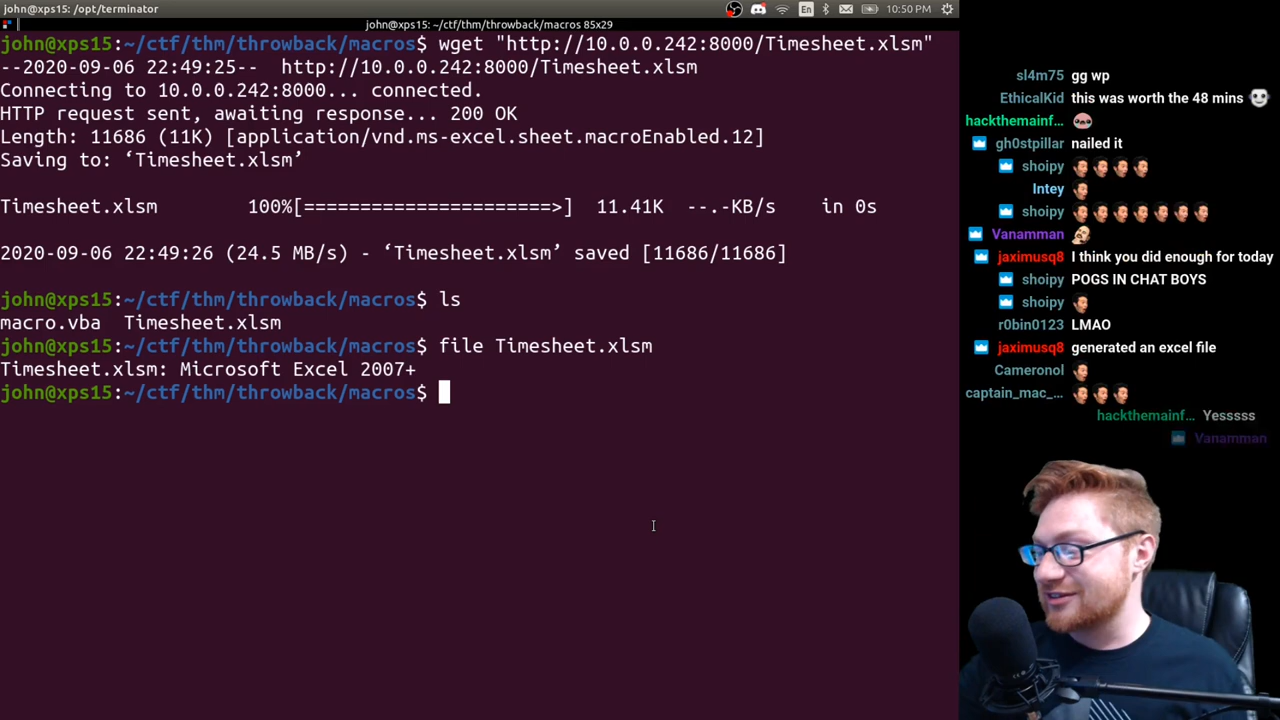 john@xps15: /opt/terminator
En
10:50 PM
john@xps15: ~/ctf/thm/throwback/macros 85x29
john@xps15:~/ctf/thm/throwback/macros$ wget "http://10.0.0.242:8000/Timesheet.xlsm"
--2020-09-06 22:49:25--  http://10.0.0.242:8000/Timesheet.xlsm
Connecting to 10.0.0.242:8000... connected.
HTTP request sent, awaiting response... 200 OK
Length: 11686 (11K) [application/vnd.ms-excel.sheet.macroEnabled.12]
Saving to: ‘Timesheet.xlsm’
Timesheet.xlsm        100%[======================>]  11.41K  --.-KB/s    in 0s
2020-09-06 22:49:26 (24.5 MB/s) - ‘Timesheet.xlsm’ saved [11686/11686]
john@xps15:~/ctf/thm/throwback/macros$ ls
macro.vba  Timesheet.xlsm
john@xps15:~/ctf/thm/throwback/macros$ file Timesheet.xlsm
Timesheet.xlsm: Microsoft Excel 2007+
john@xps15:~/ctf/thm/throwback/macros$
sl4m75 gg wp
EthicalKid this was worth the 48 mins
hackthemainf...
gh0stpillar nailed it
shoipy
Intey
shoipy
Vanamman
jaximusq8 I think you did enough for today
shoipy POGS IN CHAT BOYS
shoipy
r0bin0123 LMAO
jaximusq8 generated an excel file
Cameronol
captain_mac_...
hackthemainf... Yesssss
Vanamman